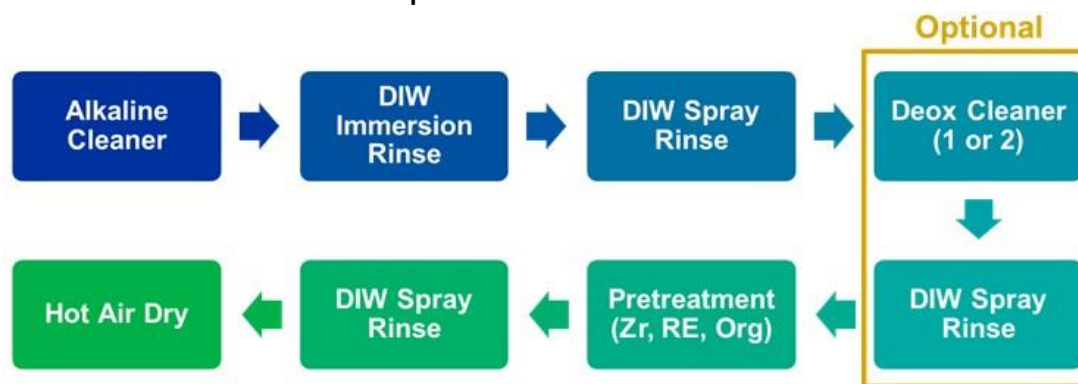 Optional
Alkaline
Cleaner
DIW
Immersion
Rinse
DIW Spray
Rinse
Deox Cleaner
(1 or 2)
DIW Spray
Rinse
Pretreatment
(Zr, RE, Org)
DIW Spray
Rinse
Hot Air Dry